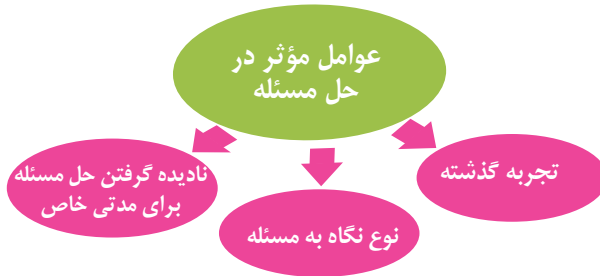 عوامل مؤثر در
حل مسئله
تجربه گذشته
نوع نگاه به مسئله
نادیده گرفتن حل مسئله
برای مدتی خاص